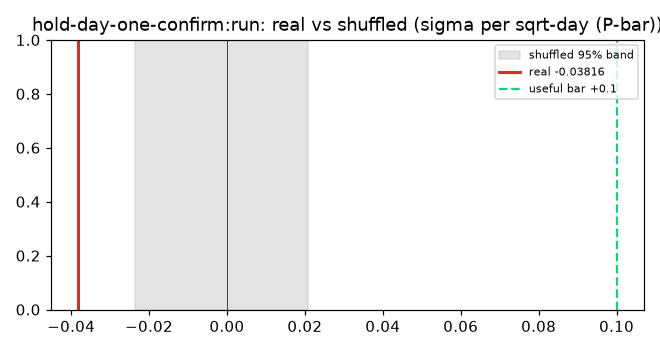 hold-day-one-confirm:run: real vs shuffled (sigma per sqrt-day (P-bar))
1.0
0.8
0.6
0.4
0.2
0.0
shuffled 95% band
real -0.03816
useful bar +0.1
−0.04 −0.02 0.00 0.02 0.04 0.06 0.08 0.10